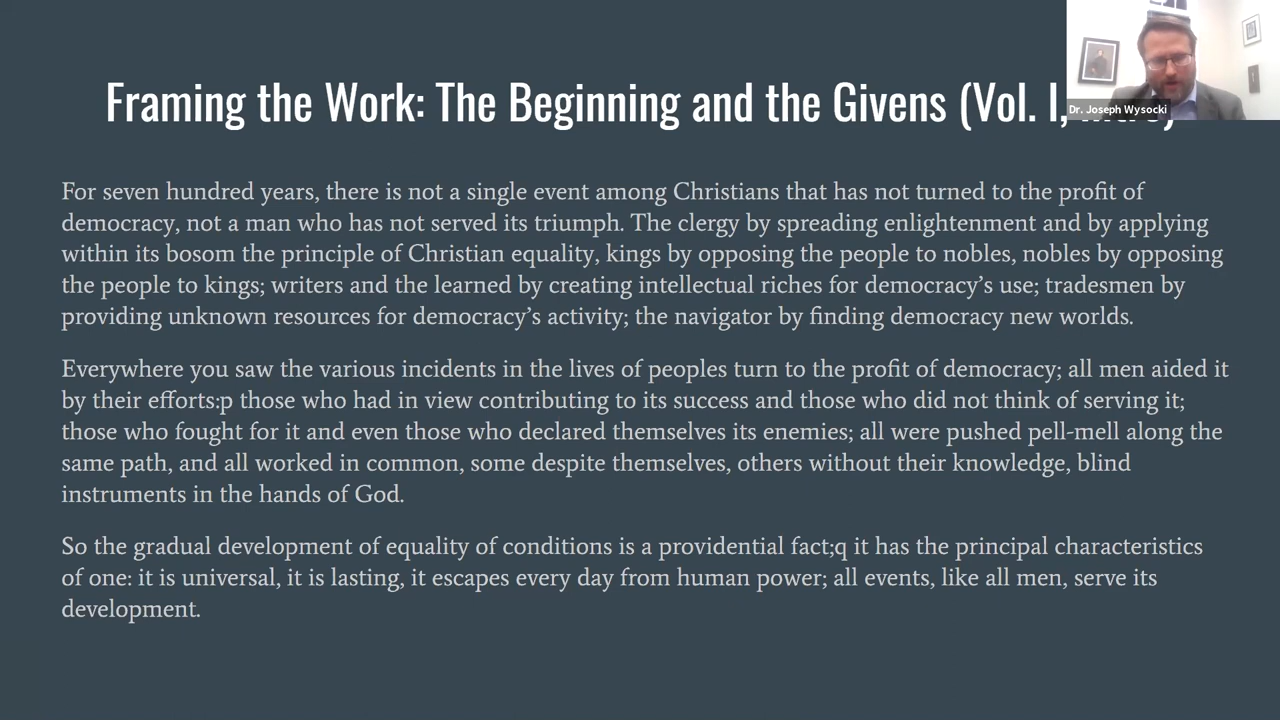 Framing the Work: The Beginning and the Givens (Vol. I,
Dr. Joseph Wysocki
For seven hundred years, there is not a single event among Christians that has not turned to the profit of
democracy, not a man who has not served its triumph. The clergy by spreading enlightenment and by applying
within its bosom the principle of Christian equality, kings by opposing the people to nobles, nobles by opposing
the people to kings; writers and the learned by creating intellectual riches for democracy’s use; tradesmen by
providing unknown resources for democracy’s activity; the navigator by finding democracy new worlds.
Everywhere you saw the various incidents in the lives of peoples turn to the profit of democracy; all men aided it
by their efforts:p those who had in view contributing to its success and those who did not think of serving it;
those who fought for it and even those who declared themselves its enemies; all were pushed pell-mell along the
same path, and all worked in common, some despite themselves, others without their knowledge, blind
instruments in the hands of God.
So the gradual development of equality of conditions is a providential fact;q it has the principal characteristics
of one: it is universal, it is lasting, it escapes every day from human power; all events, like all men, serve its
development.